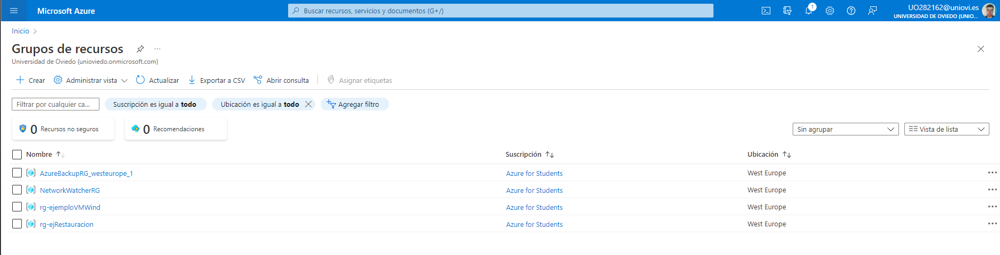 Microsoft Azure
Buscar recursos, servicios y documentos (G+/)
1
UO282162@uniovi.es
UNIVERSIDAD DE OVIEDO (UNIO...
Inicio >
Grupos de recursos ...
Universidad de Oviedo (uniovied​o.onmicrosoft.com)
Crear Administrar vista Actualizar Exportar a CSV Abrir consulta Asignar etiquetas
Filtrar por cualquier ca... Suscripción es igual a todo Ubicación es igual a todo Agregar filtro
0 Recursos no seguros 0 Recomendaciones
Sin agrupar Vista de lista
Nombre ↑↓ Suscripción ↑↓ Ubicación ↑↓
AzureBackupRG_westeurope_1 Azure for Students West Europe ...
NetworkWatcherRG Azure for Students West Europe ...
rg-ejemploVMWind Azure for Students West Europe ...
rg-ejRestauracion Azure for Students West Europe ...